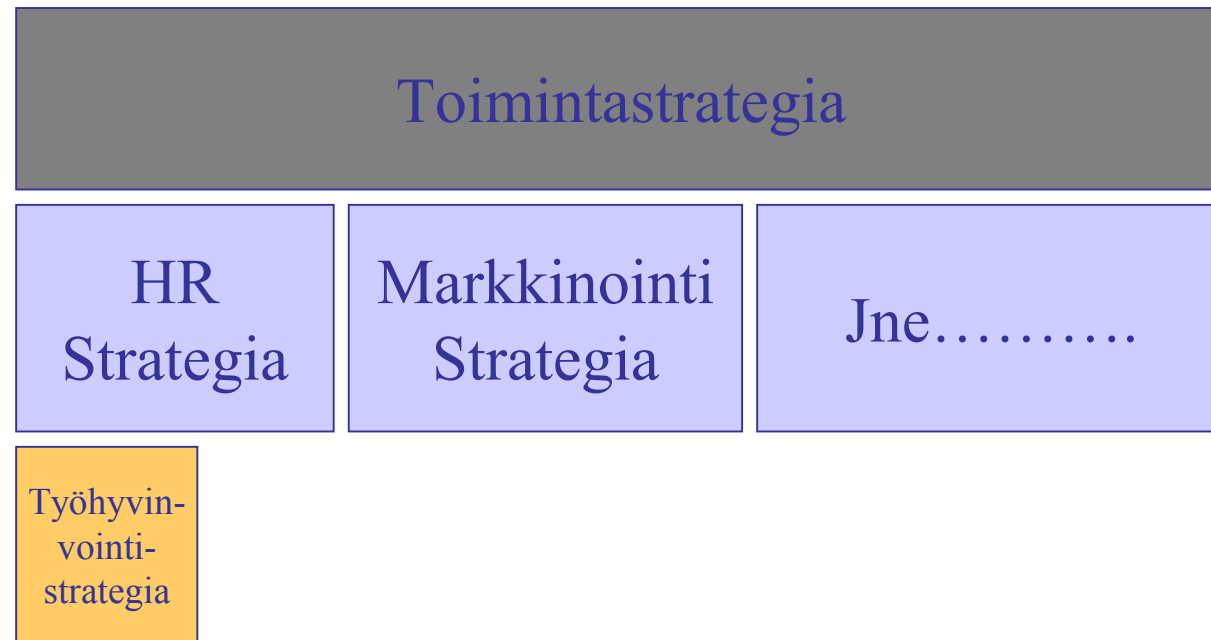 Toimintastrategia
HR
Strategia
Markkinointi
Strategia
Jne……….
Työhyvin-
vointi-
strategia